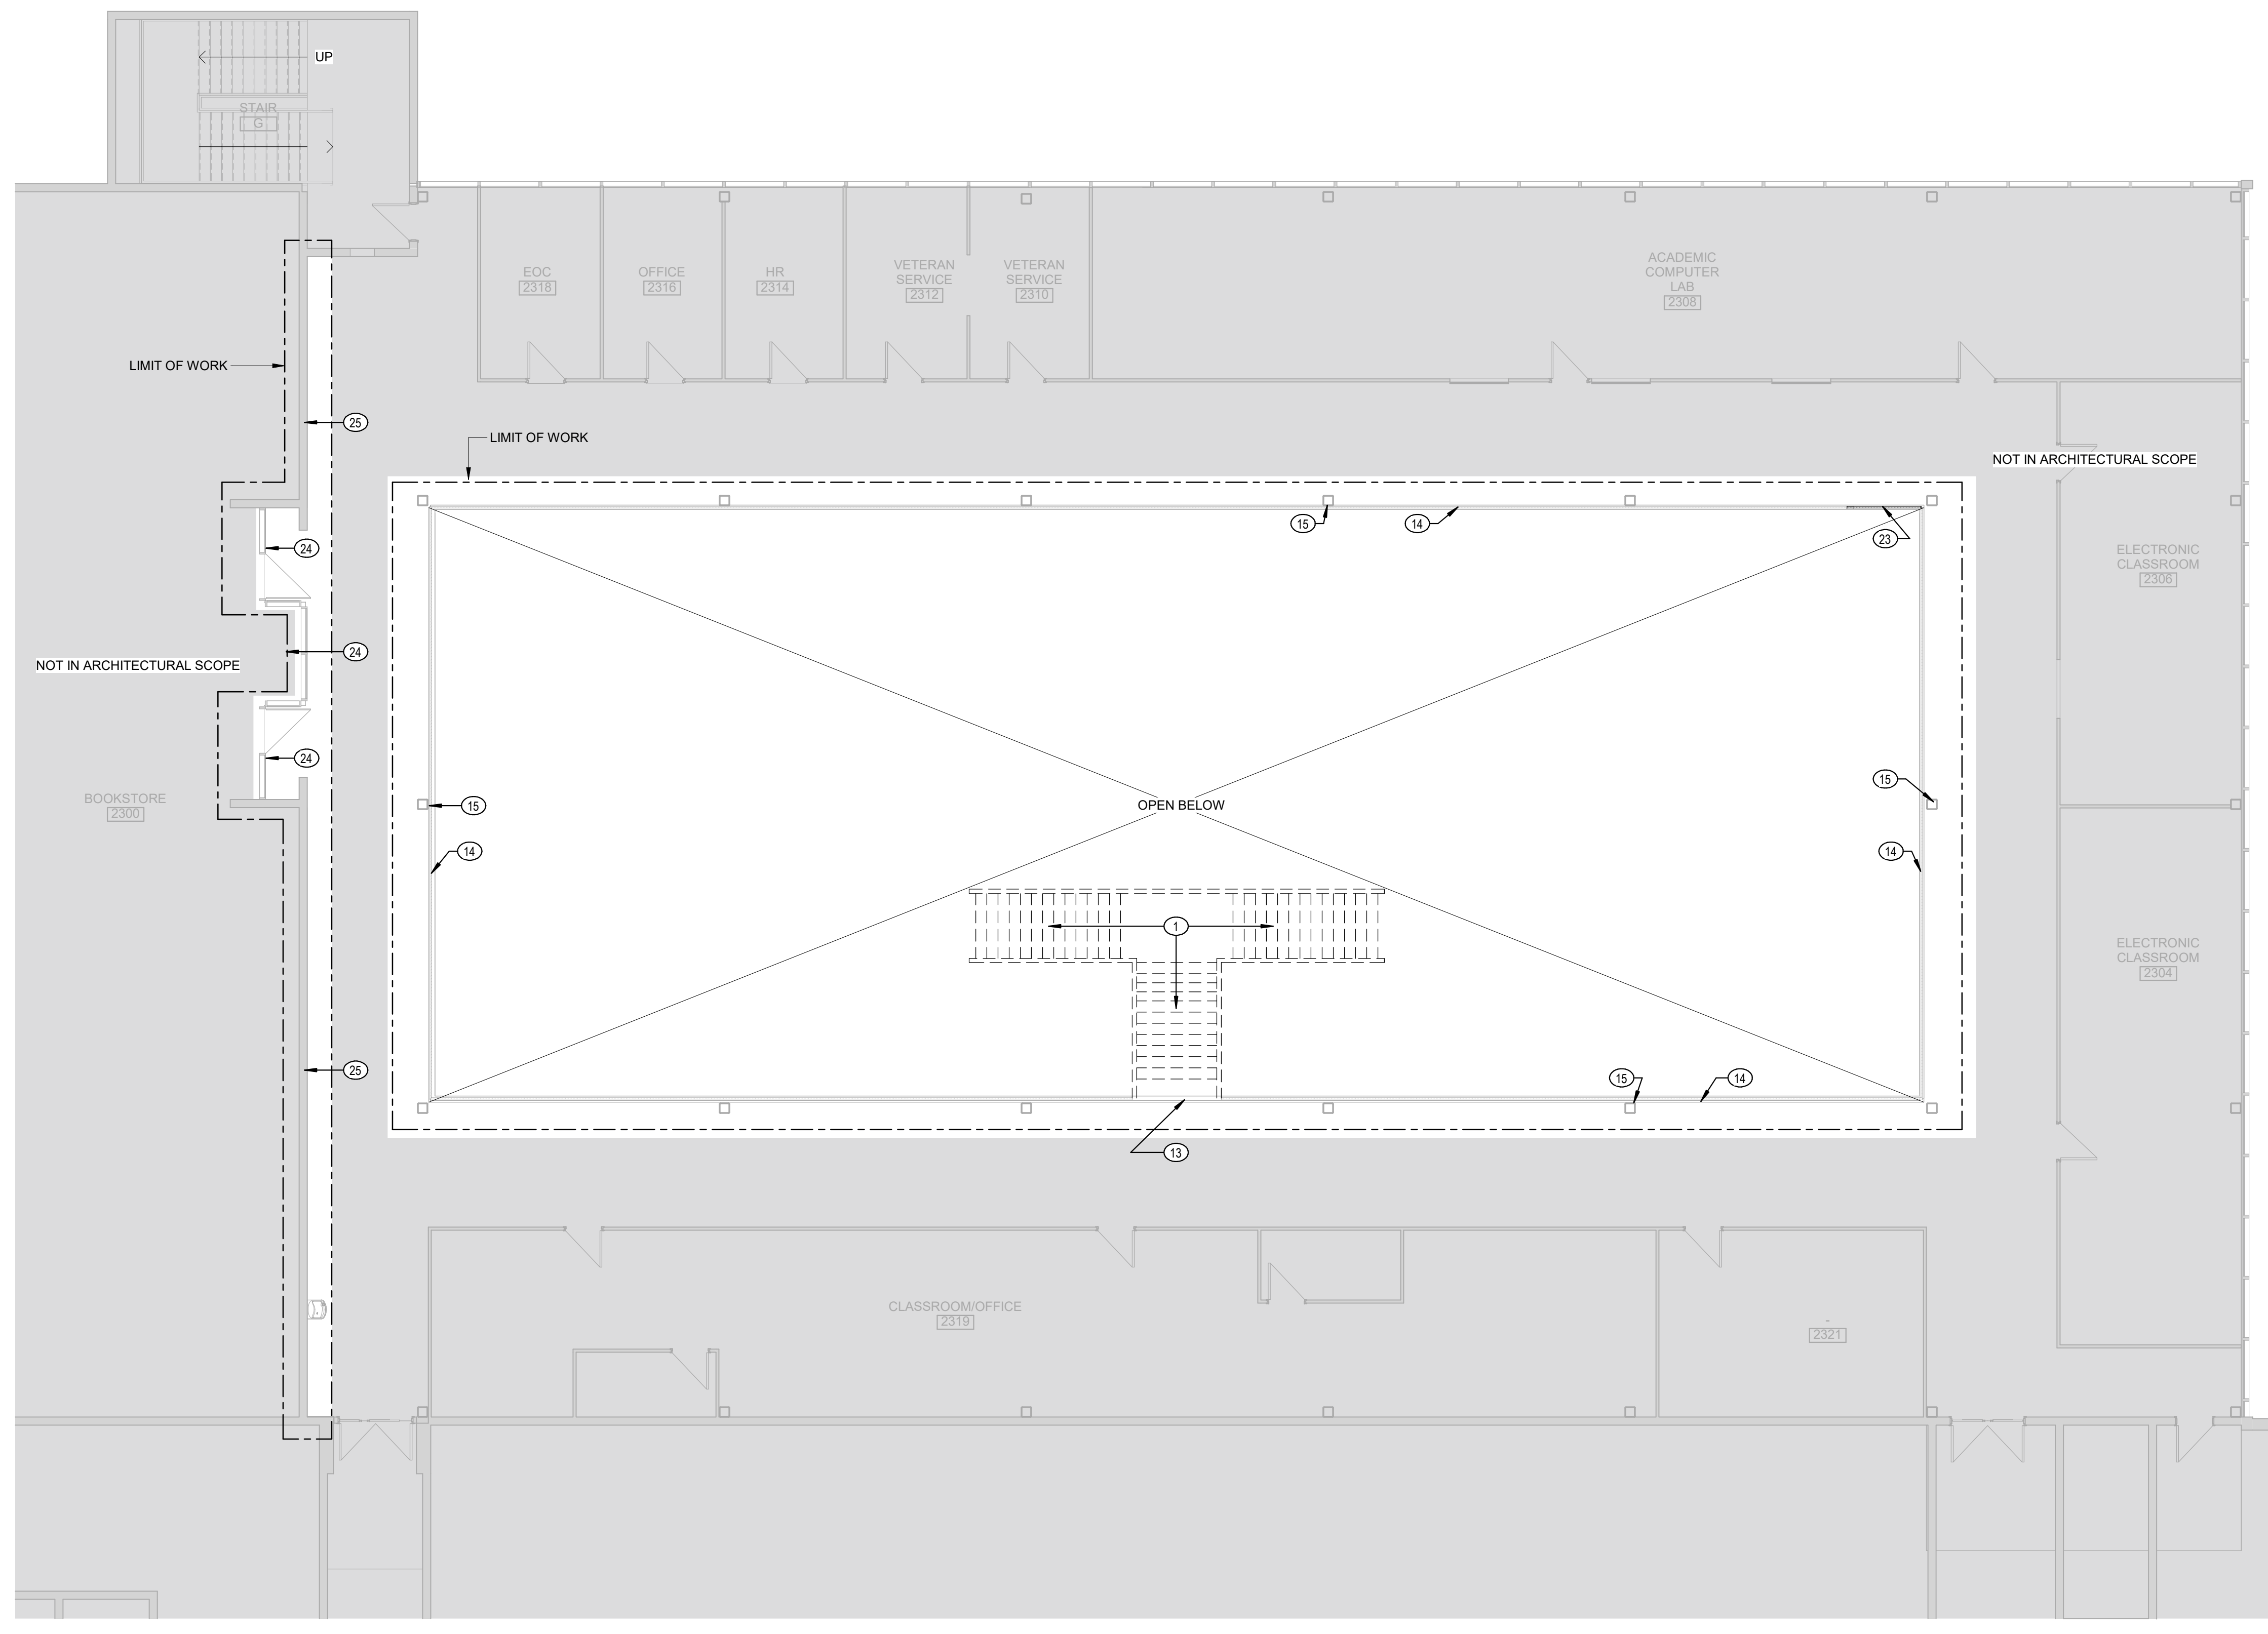 UP
STAIR
G
EOC
2318
OFFICE
2316
HR
2314
VETERAN
SERVICE
2312
VETERAN
SERVICE
2310
ACADEMIC
COMPUTER
LAB
2308
LIMIT OF WORK
25
LIMIT OF WORK
NOT IN ARCHITECTURAL SCOPE
15
14
23
24
ELECTRONIC
CLASSROOM
2306
24
NOT IN ARCHITECTURAL SCOPE
24
BOOKSTORE
2300
15
OPEN BELOW
15
14
14
1
ELECTRONIC
CLASSROOM
2304
25
15
14
13
CLASSROOM/OFFICE
2319
-
2321